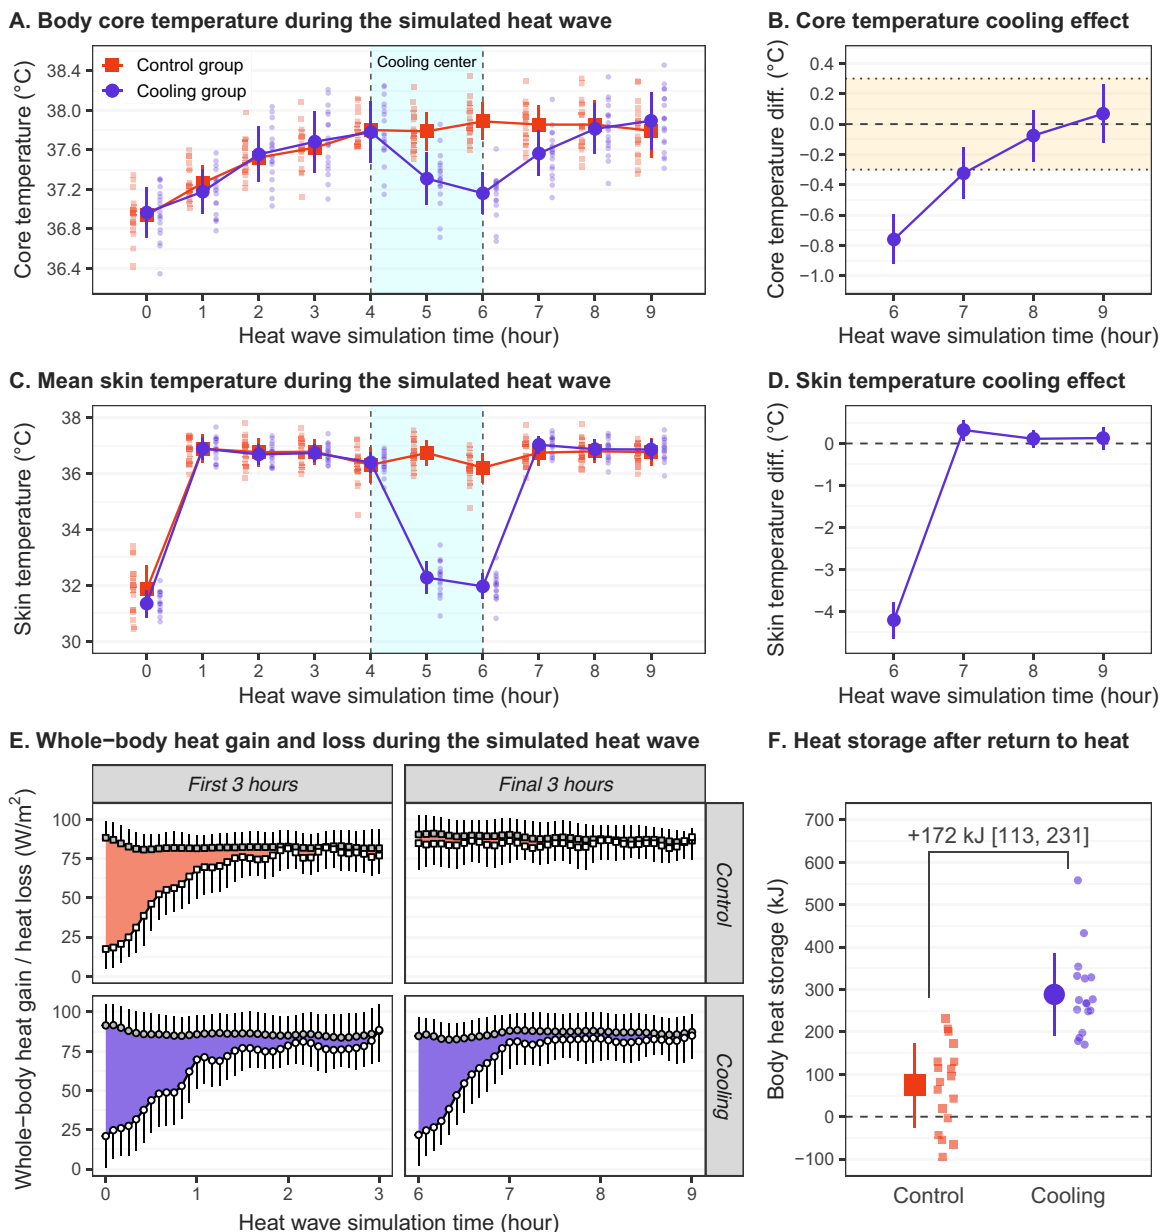 A. Body core temperature during the simulated heat wave
Core temperature (°C)
38.4
38.0
37.6
37.2
36.8
36.4
Control group
Cooling group
Cooling center
0 1 2 3 4 5 6 7 8 9
Heat wave simulation time (hour)
B. Core temperature cooling effect
Core temperature diff. (°C)
0.4
0.2
0.0
−0.2
−0.4
−0.6
−0.8
−1.0
6 7 8 9
Heat wave simulation time (hour)
C. Mean skin temperature during the simulated heat wave
Skin temperature (°C)
38
36
34
32
30
0 1 2 3 4 5 6 7 8 9
Heat wave simulation time (hour)
D. Skin temperature cooling effect
Skin temperature diff. (°C)
0
−1
−2
−3
−4
6 7 8 9
Heat wave simulation time (hour)
E. Whole−body heat gain and loss during the simulated heat wave
Whole−body heat gain / heat loss (W/m²)
First 3 hours
Final 3 hours
100
75
50
25
0
Control
100
75
50
25
0
Cooling
0 1 2 3
6 7 8 9
Heat wave simulation time (hour)
F. Heat storage after return to heat
Body heat storage (kJ)
700
600
500
400
300
200
100
0
−100
+172 kJ [113, 231]
Control Cooling